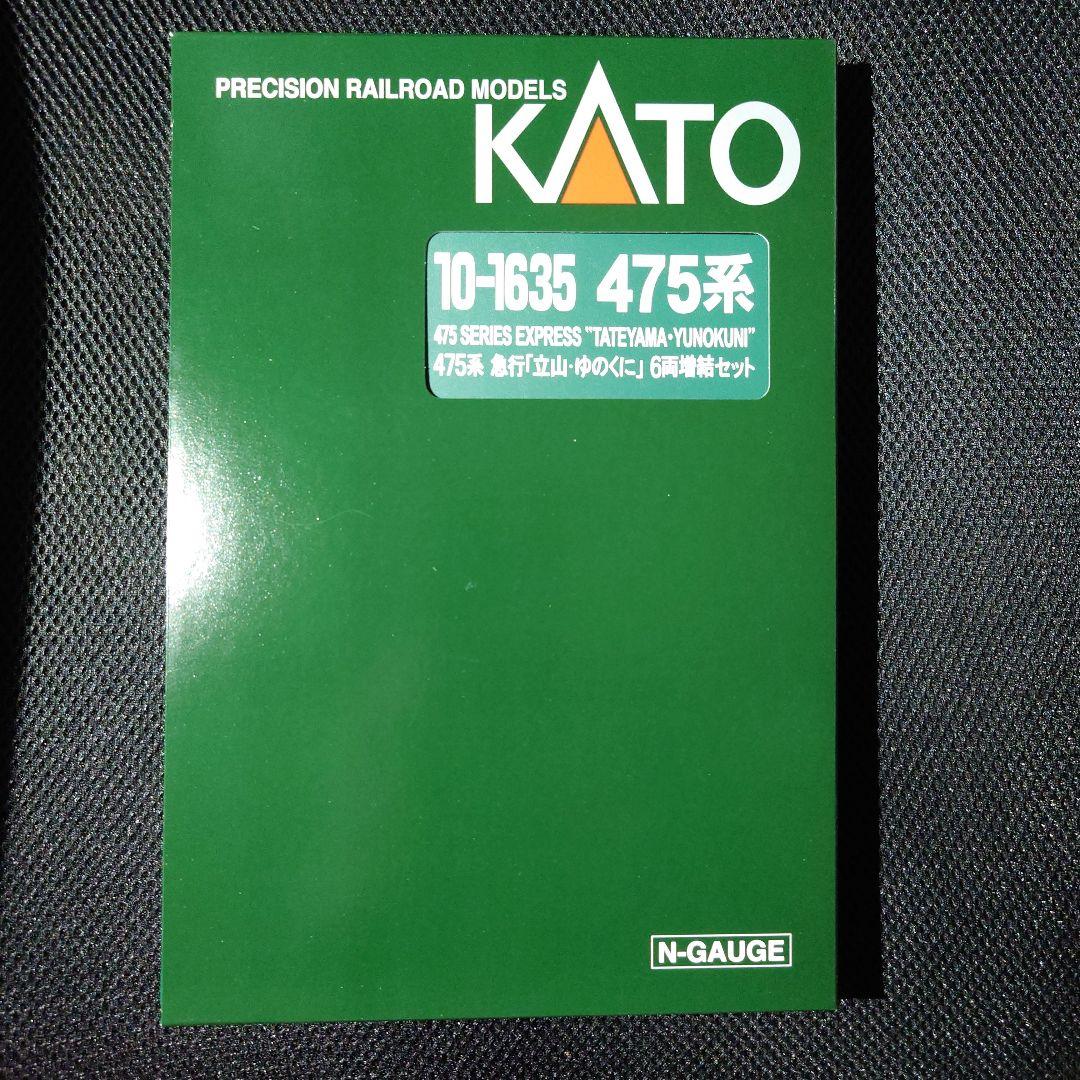 PRECISION RAILROAD MODELS
KATO
10-1635 475系
475 SERIES EXPRESS "TATEYAMA・YUNOKUNI"
475系 急行「立山・ゆのくに」 6両増結セット
N-GAUGE